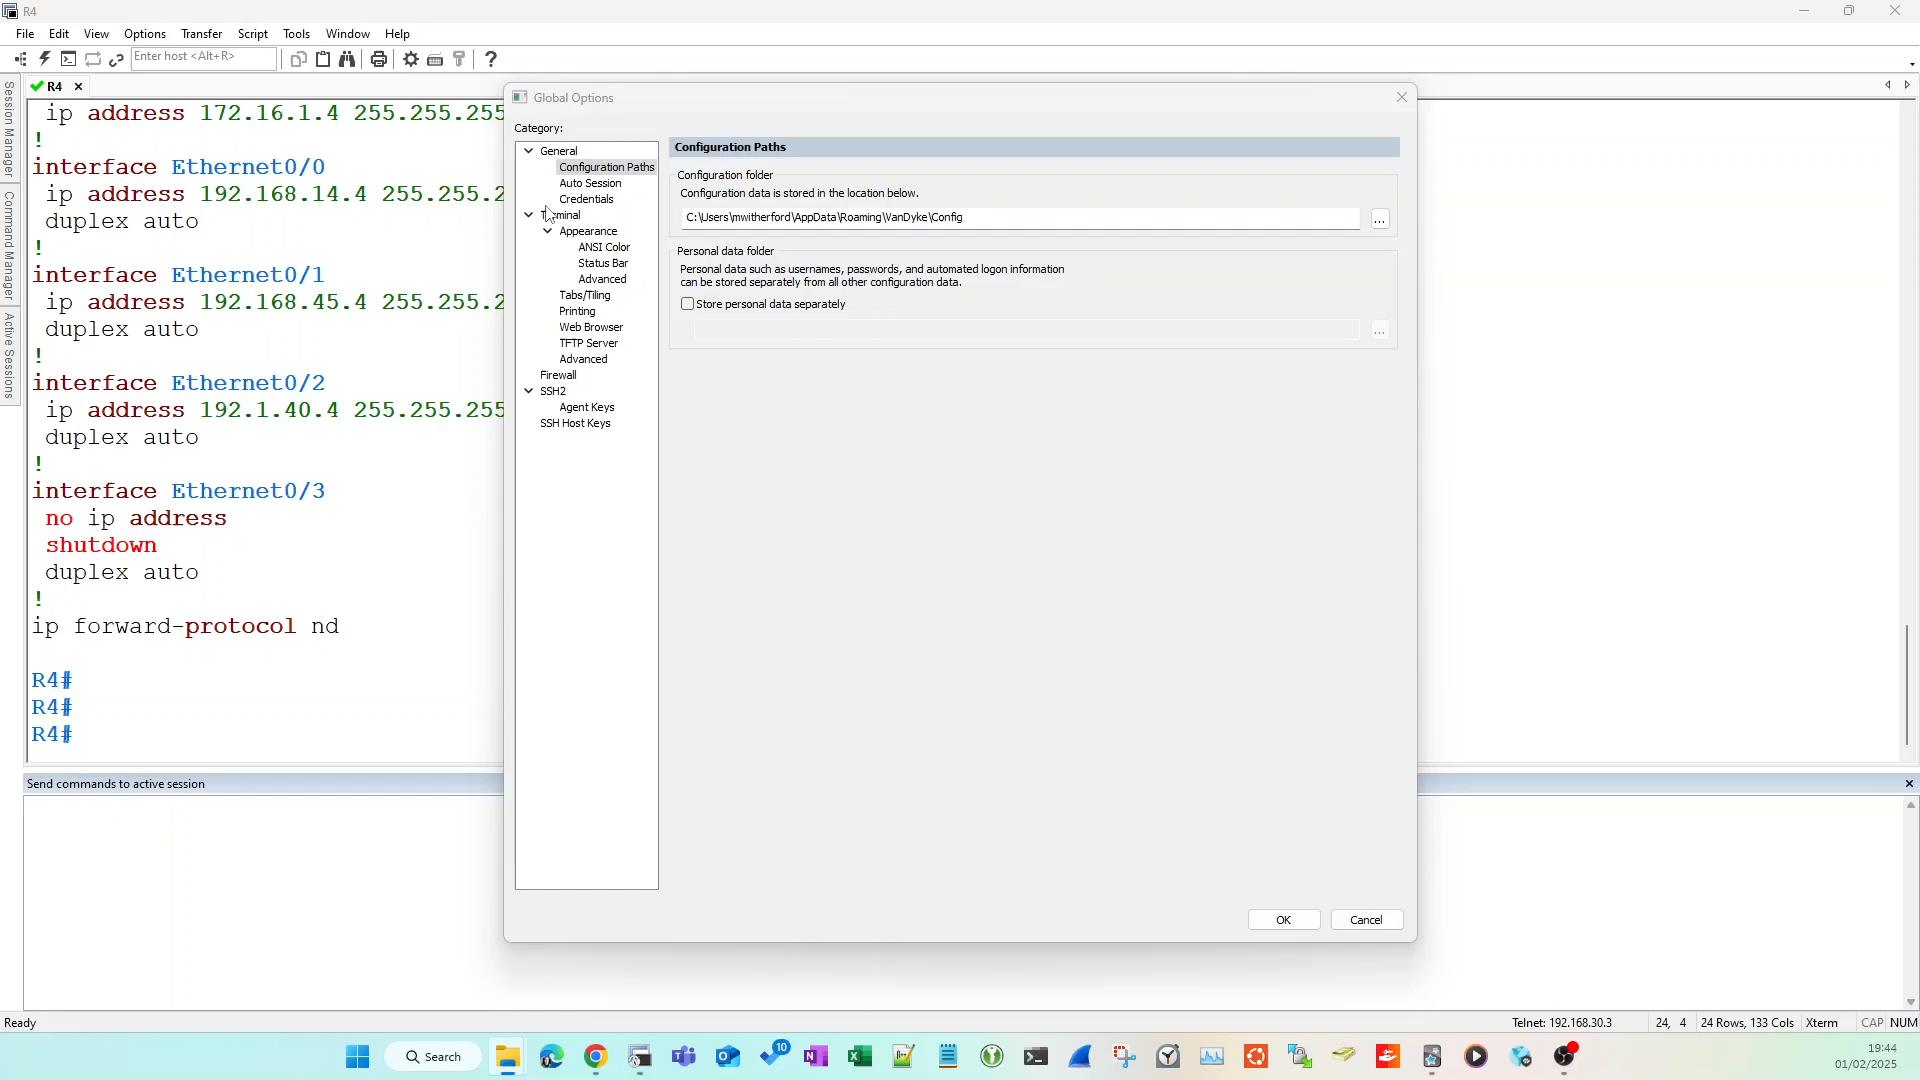 R4
File Edit View Options Transfer Script Tools Window Help
Enter host <Alt+R>
R4
Session Manager
Command Manager
Active Sessions
ip address 172.16.1.4 255.255.255
!
interface Ethernet0/0
ip address 192.168.14.4 255.255.2
duplex auto
!
interface Ethernet0/1
ip address 192.168.45.4 255.255.2
duplex auto
!
interface Ethernet0/2
ip address 192.1.40.4 255.255.255
duplex auto
!
interface Ethernet0/3
no ip address
shutdown
duplex auto
!
ip forward-protocol nd
R4#
R4#
R4#
Global Options
Category:
General
Configuration Paths
Auto Session
Credentials
Terminal
Appearance
ANSI Color
Status Bar
Advanced
Tabs/Tiling
Printing
Web Browser
TFTP Server
Advanced
Firewall
SSH2
Agent Keys
SSH Host Keys
Configuration Paths
Configuration folder
Configuration data is stored in the location below.
C:\Users\mwitherford\AppData\Roaming\VanDyke\Config
...
Personal data folder
Personal data such as usernames, passwords, and automated logon information
can be stored separately from all other configuration data.
Store personal data separately
...
OK Cancel
Send commands to active session
Ready
Telnet: 192.168.30.3 24, 4 24 Rows, 133 Cols Xterm CAP NUM
Search
10
19:44
01/02/2025